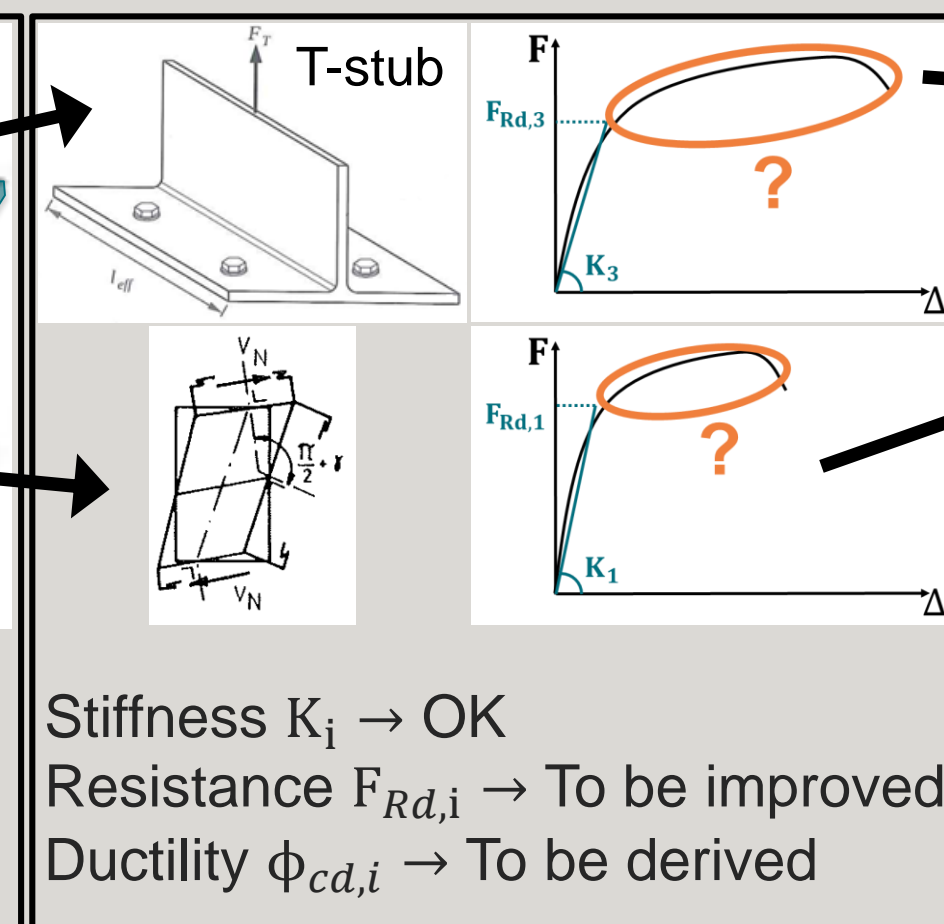 F_T
T-stub
l_eff
F
F_Rd,3
?
K_3
Δ
V_N
π/2 + γ
V_N
F
F_Rd,1
?
K_1
Δ
Stiffness K_i → OK
Resistance F_Rd,i → To be improved
Ductility ϕ_cd,i → To be derived